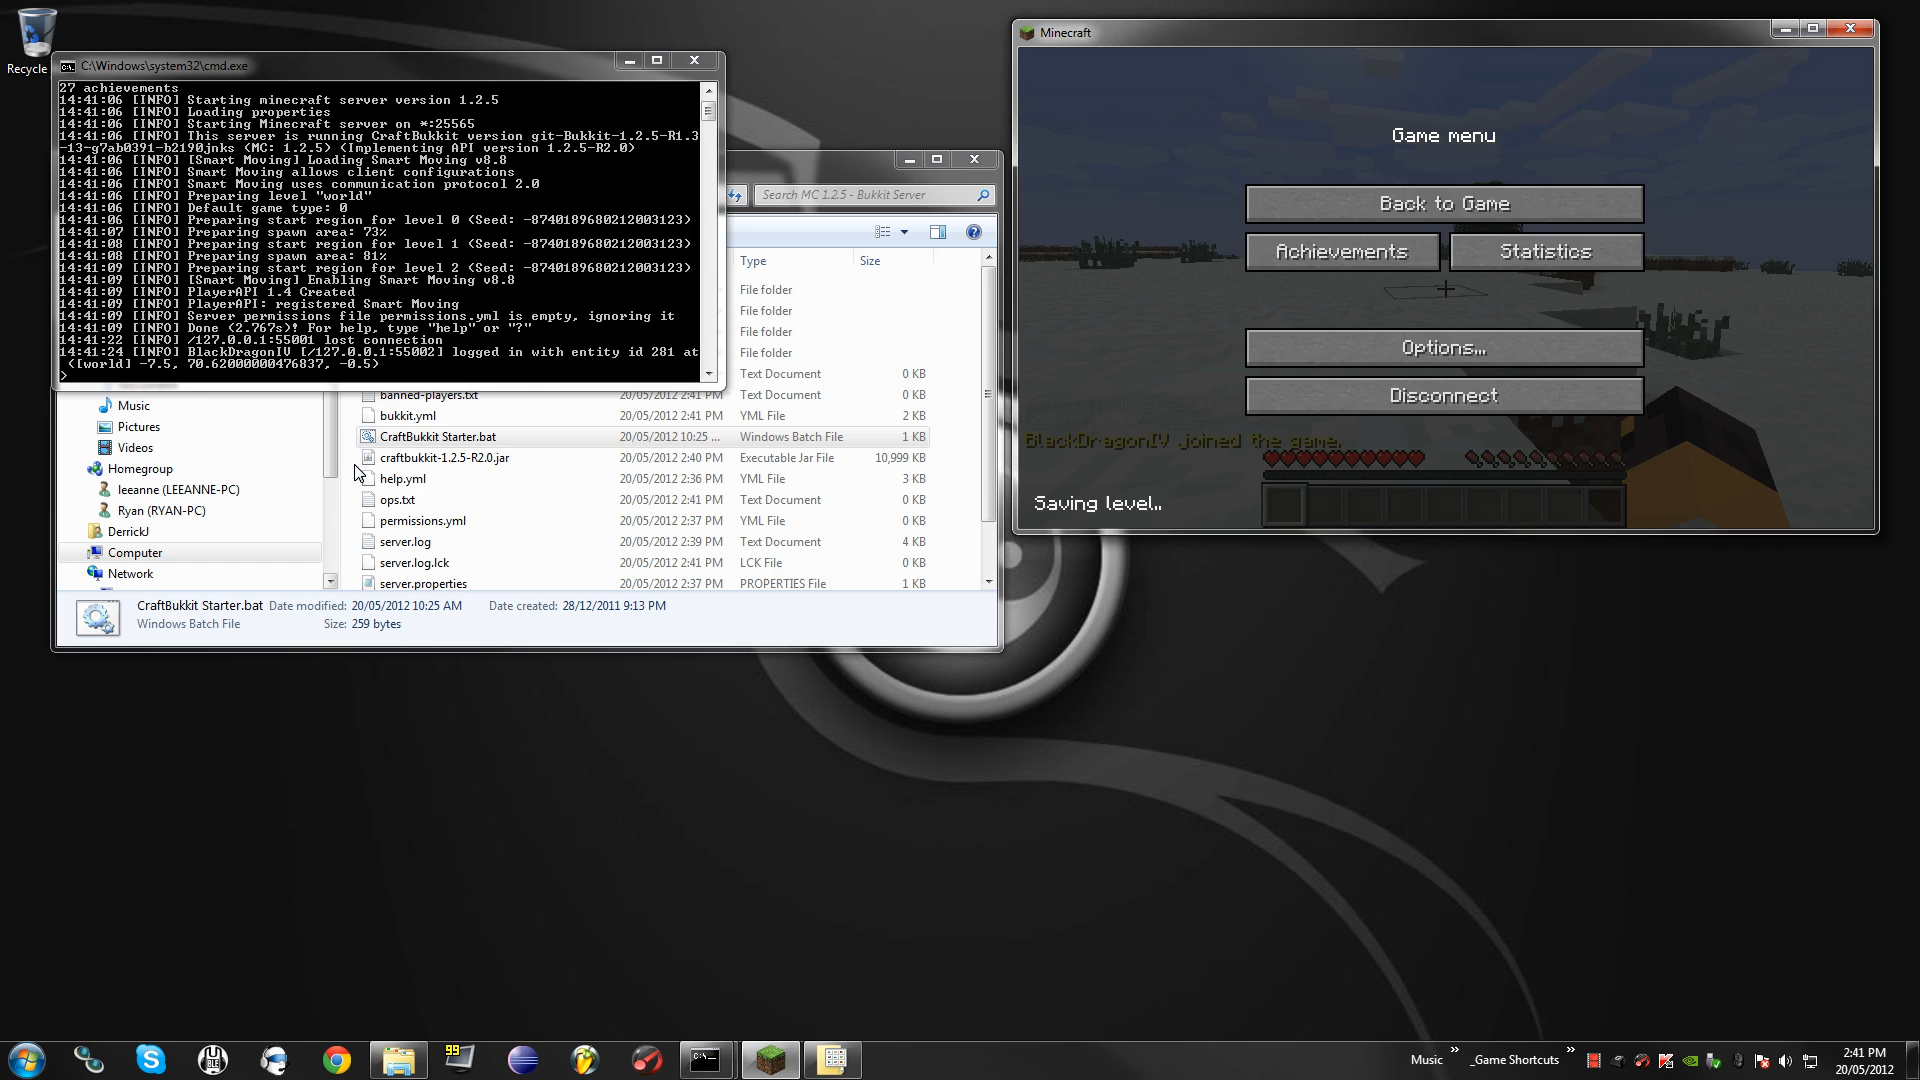 Recycle
C:\Windows\system32\cmd.exe
27 achievements
14:41:06 [INFO] Starting minecraft server version 1.2.5
14:41:06 [INFO] Loading properties
14:41:06 [INFO] Starting Minecraft server on *:25565
14:41:06 [INFO] This server is running CraftBukkit version git-Bukkit-1.2.5-R1.3
-13-g7ab0391-b2190jnks (MC: 1.2.5) (Implementing API version 1.2.5-R2.0)
14:41:06 [INFO] [Smart Moving] Loading Smart Moving v8.8
14:41:06 [INFO] Smart Moving allows client configurations
14:41:06 [INFO] Smart Moving uses communication protocol 2.0
14:41:06 [INFO] Preparing level "world"
14:41:06 [INFO] Default game type: 0
14:41:06 [INFO] Preparing start region for level 0 (Seed: -8740189680212003123)
14:41:07 [INFO] Preparing spawn area: 73%
14:41:08 [INFO] Preparing start region for level 1 (Seed: -8740189680212003123)
14:41:08 [INFO] Preparing spawn area: 81%
14:41:09 [INFO] Preparing start region for level 2 (Seed: -8740189680212003123)
14:41:09 [INFO] [Smart Moving] Enabling Smart Moving v8.8
14:41:09 [INFO] PlayerAPI 1.4 Created
14:41:09 [INFO] PlayerAPI: registered Smart Moving
14:41:09 [INFO] Server permissions file permissions.yml is empty, ignoring it
14:41:09 [INFO] Done (2.767s)! For help, type "help" or "?"
14:41:22 [INFO] /127.0.0.1:55001 lost connection
14:41:24 [INFO] BlackDragonIV [/127.0.0.1:55002] logged in with entity id 281 at
([world] -7.5, 70.62000000476837, -0.5)
>
Search MC 1.2.5 - Bukkit Server
Type Size
File folder
File folder
File folder
File folder
Text Document 0 KB
banned-players.txt 20/05/2012 2:41 PM Text Document 0 KB
bukkit.yml 20/05/2012 2:41 PM YML File 2 KB
CraftBukkit Starter.bat 20/05/2012 10:25 ... Windows Batch File 1 KB
craftbukkit-1.2.5-R2.0.jar 20/05/2012 2:40 PM Executable Jar File 10,999 KB
help.yml 20/05/2012 2:36 PM YML File 3 KB
ops.txt 20/05/2012 2:41 PM Text Document 0 KB
permissions.yml 20/05/2012 2:37 PM YML File 0 KB
server.log 20/05/2012 2:39 PM Text Document 4 KB
server.log.lck 20/05/2012 2:41 PM LCK File 0 KB
server.properties 20/05/2012 2:37 PM PROPERTIES File 1 KB
Music
Pictures
Videos
Homegroup
leeanne (LEEANNE-PC)
Ryan (RYAN-PC)
DerrickJ
Computer
Network
CraftBukkit Starter.bat Date modified: 20/05/2012 10:25 AM Date created: 28/12/2011 9:13 PM
Windows Batch File Size: 259 bytes
Minecraft
Game menu
Back to Game
Achievements Statistics
Options...
Disconnect
BlackDragonIV joined the game.
Saving level..
99
Music » _Game Shortcuts »
2:41 PM
20/05/2012